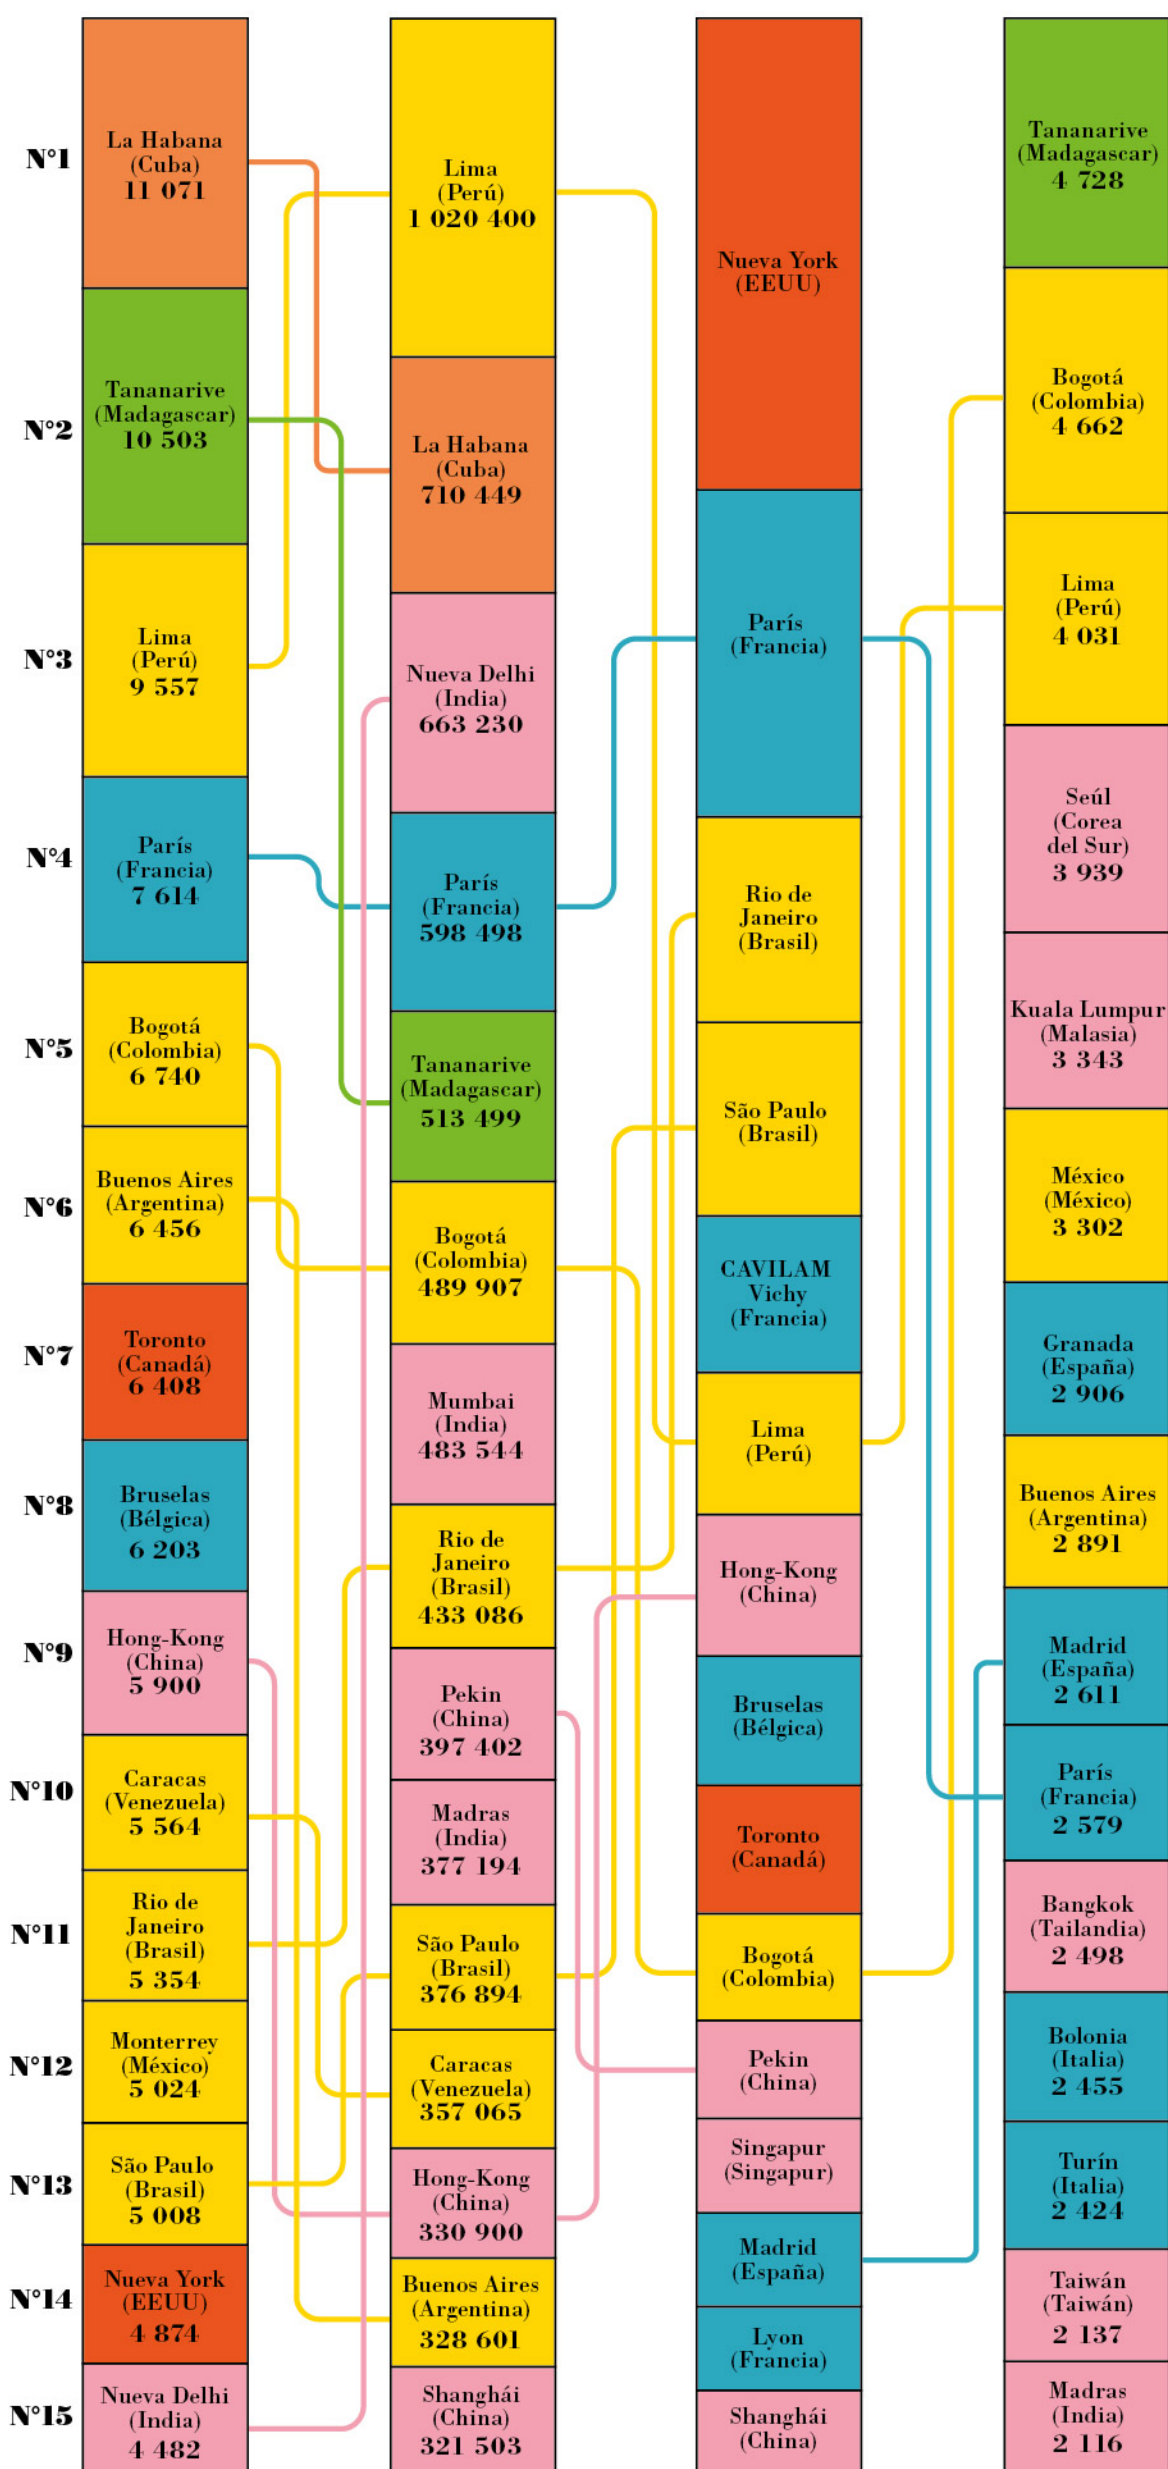 N°1
N°2
N°3
N°4
N°5
N°6
N°7
N°8
N°9
N°10
N°11
N°12
N°13
N°14
N°15
La Habana
(Cuba)
11 071
Tananarive
(Madagascar)
10 503
Lima
(Perú)
9 557
París
(Francia)
7 614
Bogotá
(Colombia)
6 740
Buenos Aires
(Argentina)
6 456
Toronto
(Canadá)
6 408
Bruselas
(Bélgica)
6 203
Hong-Kong
(China)
5 900
Caracas
(Venezuela)
5 564
Rio de
Janeiro
(Brasil)
5 354
Monterrey
(México)
5 024
São Paulo
(Brasil)
5 008
Nueva York
(EEUU)
4 874
Nueva Delhi
(India)
4 482
Lima
(Perú)
1 020 400
La Habana
(Cuba)
710 449
Nueva Delhi
(India)
663 230
París
(Francia)
598 498
Tananarive
(Madagascar)
513 499
Bogotá
(Colombia)
489 907
Mumbai
(India)
483 544
Rio de
Janeiro
(Brasil)
433 086
Pekin
(China)
397 402
Madras
(India)
377 194
São Paulo
(Brasil)
376 894
Caracas
(Venezuela)
357 065
Hong-Kong
(China)
330 900
Buenos Aires
(Argentina)
328 601
Shanghái
(China)
321 503
Nueva York
(EEUU)
París
(Francia)
Rio de
Janeiro
(Brasil)
São Paulo
(Brasil)
CAVILAM
Vichy
(Francia)
Lima
(Perú)
Hong-Kong
(China)
Bruselas
(Bélgica)
Toronto
(Canadá)
Bogotá
(Colombia)
Pekin
(China)
Singapur
(Singapur)
Madrid
(España)
Lyon
(Francia)
Shanghái
(China)
Tananarive
(Madagascar)
4 728
Bogotá
(Colombia)
4 662
Lima
(Perú)
4 031
Seúl
(Corea
del Sur)
3 939
Kuala Lumpur
(Malasia)
3 343
México
(México)
3 302
Granada
(España)
2 906
Buenos Aires
(Argentina)
2 891
Madrid
(España)
2 611
París
(Francia)
2 579
Bangkok
(Tailandia)
2 498
Bolonia
(Italia)
2 455
Turín
(Italia)
2 424
Taiwán
(Taiwán)
2 137
Madras
(India)
2 116